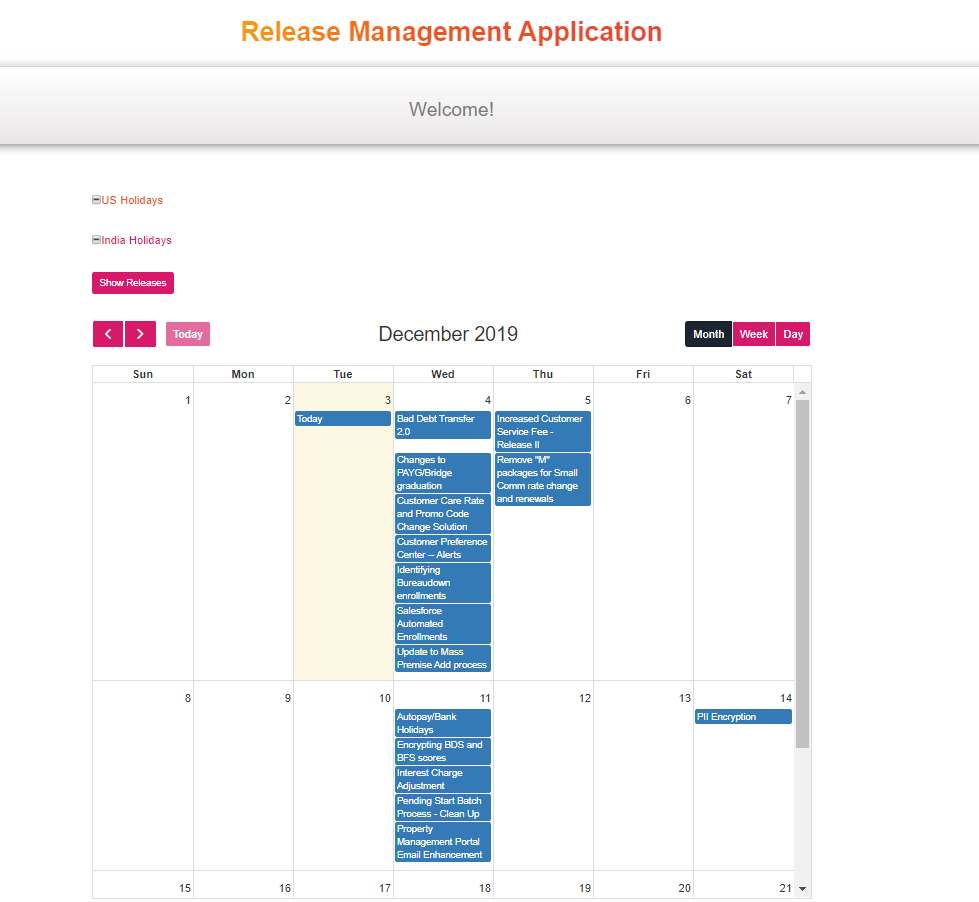 Release Management Application
Welcome!
US Holidays
India Holidays
Show Releases
Today
December 2019
Month Week Day
Sun Mon Tue Wed Thu Fri Sat
1 2 3 4 5 6 7
Today
Bad Debt Transfer
2.0
Changes to
PAYG/Bridge
graduation
Customer Care Rate
and Promo Code
Change Solution
Customer Preference
Center -- Alerts
Identifying
Bureaudown
enrollments
Salesforce
Automated
Enrollments
Update to Mass
Premise Add process
Increased Customer
Service Fee -
Release II
Remove "M"
packages for Small
Comm rate change
and renewals
8 9 10 11 12 13 14
Autopay/Bank
Holidays
Encrypting BDS and
BFS scores
Interest Charge
Adjustment
Pending Start Batch
Process - Clean Up
Property
Management Portal
Email Enhancement
PII Encryption
15 16 17 18 19 20 21